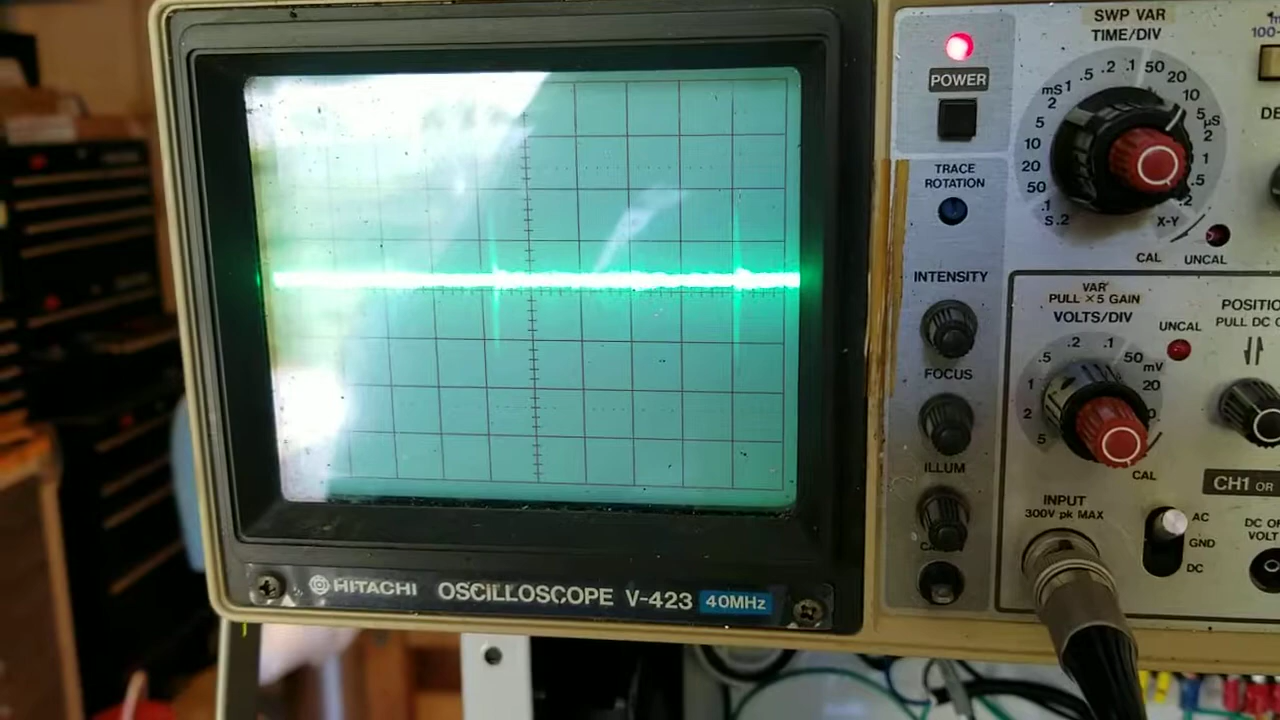 SWP VAR
TIME/DIV
POWER
mS 1 .5 .2 .1 50 20
2 10
5 5 µS
10 2
20 1
50 .5
.1 .2
S .2 X-Y
CAL UNCAL
TRACE
ROTATION
INTENSITY
FOCUS
ILLUM
VAR
PULL ×5 GAIN
VOLTS/DIV
UNCAL
.2 .1
.5 50
mV
1 20
2
5
CAL
PULL DC
CH1 OR
INPUT
300V pk MAX
AC
GND
DC
HITACHI OSCILLOSCOPE V-423 40MHz